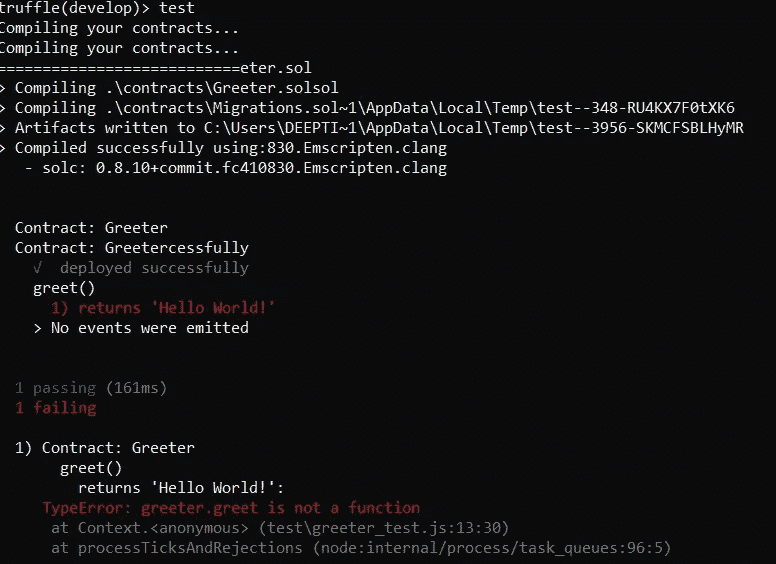 truffle(develop)> test
Compiling your contracts...
Compiling your contracts...
===========================eter.sol
> Compiling .\contracts\Greeter.solsol
> Compiling .\contracts\Migrations.sol~1\AppData\Local\Temp\test--348-RU4KX7F0tXK6
> Artifacts written to C:\Users\DEEPTI~1\AppData\Local\Temp\test--3956-SKMCFSBLHyMR
> Compiled successfully using:830.Emscripten.clang
- solc: 0.8.10+commit.fc410830.Emscripten.clang
Contract: Greeter
Contract: Greetercessfully
√ deployed successfully
greet()
1) returns 'Hello World!'
> No events were emitted
1 passing (161ms)
1 failing
1) Contract: Greeter
greet()
returns 'Hello World!':
TypeError: greeter.greet is not a function
at Context.<anonymous> (test\greeter_test.js:13:30)
at processTicksAndRejections (node:internal/process/task_queues:96:5)